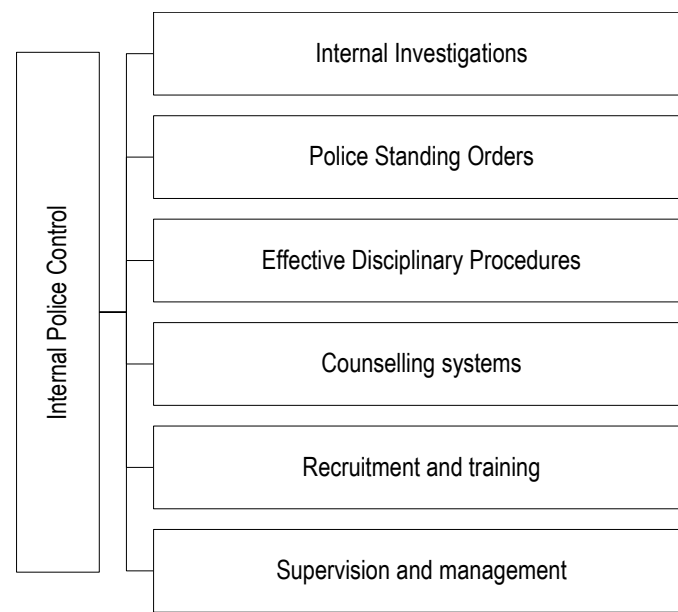 Internal Police Control
Internal Investigations
Police Standing Orders
Effective Disciplinary Procedures
Counselling systems
Recruitment and training
Supervision and management